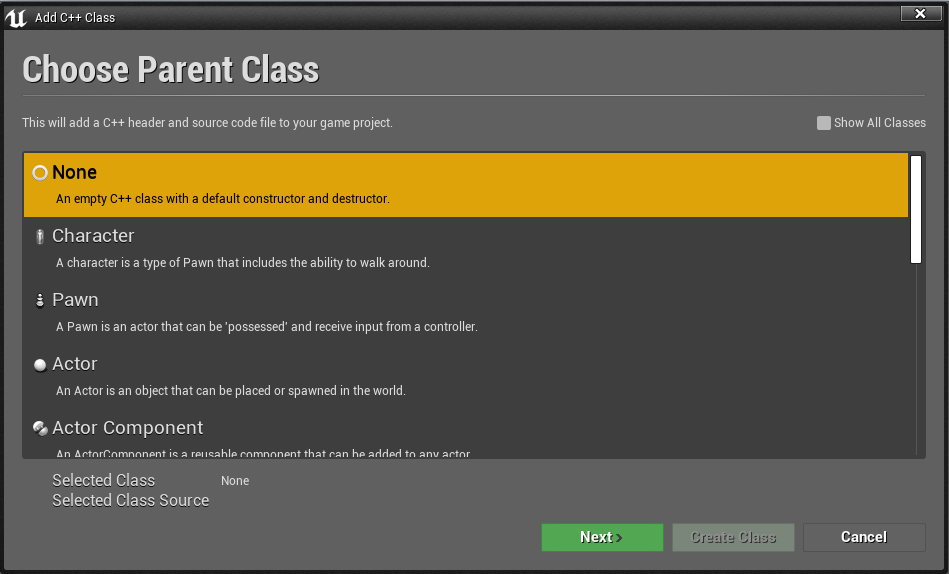 Add C++ Class
Choose Parent Class
This will add a C++ header and source code file to your game project.
Show All Classes
None
An empty C++ class with a default constructor and destructor.
Character
A character is a type of Pawn that includes the ability to walk around.
Pawn
A Pawn is an actor that can be 'possessed' and receive input from a controller.
Actor
An Actor is an object that can be placed or spawned in the world.
Actor Component
An ActorComponent is a reusable component that can be added to any actor
Selected Class None
Selected Class Source
Next >
Create Class
Cancel